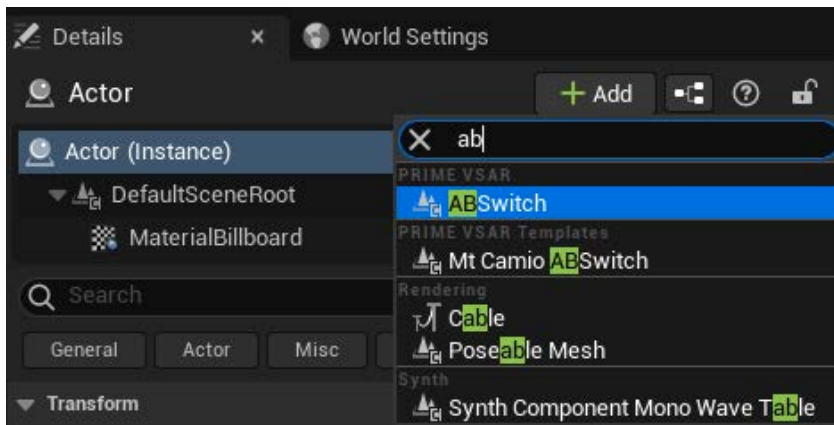 Details World Settings
Actor + Add
Actor (Instance) ab
DefaultSceneRoot
MaterialBillboard
Search
General Actor Misc
Transform
PRIME VSAR
ABSwitch
PRIME VSAR Templates
Mt Camio ABSwitch
Rendering
Cable
Poseable Mesh
Synth
Synth Component Mono Wave Table